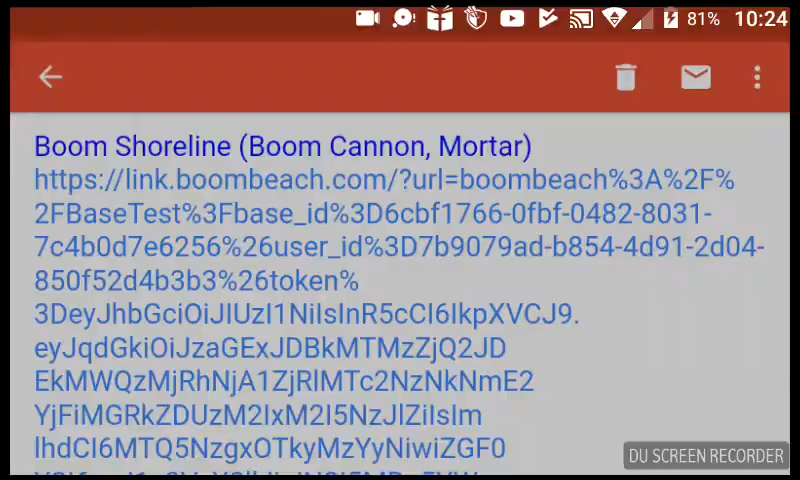 81% 10:24
Boom Shoreline (Boom Cannon, Mortar)
https://link.boombeach.com/?url=boombeach%3A%2F%
2FBaseTest%3Fbase_id%3D6cbf1766-0fbf-0482-8031-
7c4b0d7e6256%26user_id%3D7b9079ad-b854-4d91-2d04-
850f52d4b3b3%26token%
3DeyJhbGciOiJIUzI1NiIsInR5cCI6IkpXVCJ9.
eyJqdGkiOiJzaGExJDBkMTMzZjQ2JD
EkMWQzMjRhNjA1ZjRlMTc2NzNkNmE2
YjFiMGRkZDUzM2IxM2I5NzJlZiIsIm
lhdCI6MTQ5NzgxOTkyMzYyNiwiZGF0
DU SCREEN RECORDER